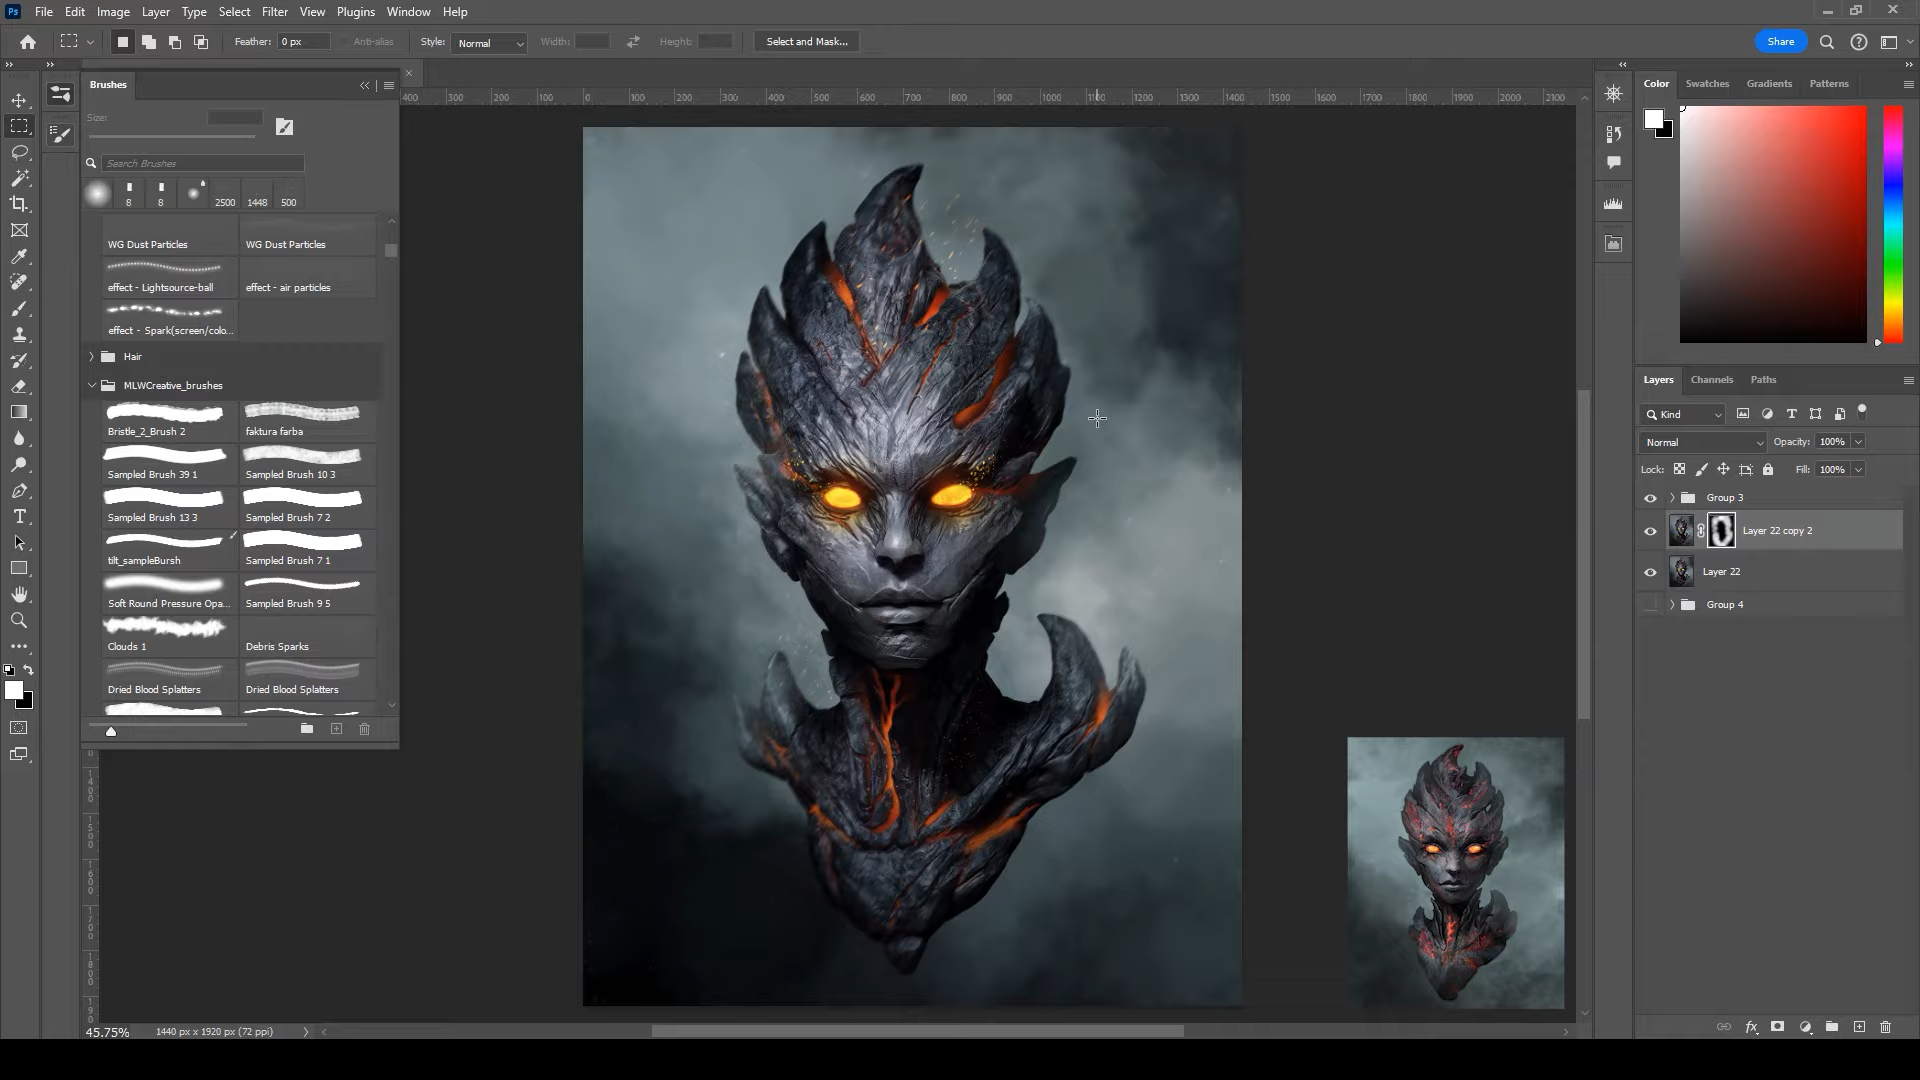 Ps File Edit Image Layer Type Select Filter View Plugins Window Help
Feather: 0 px Anti-alias Style: Normal Width: Height: Select and Mask... Share
Brushes
Size:
Search Brushes
8 8 2500 1448 500
WG Dust Particles WG Dust Particles
effect - Lightsource-ball effect - air particles
effect - Spark(screen/colo...
Hair
MLWCreative_brushes
Bristle_2_Brush 2 faktura farba
Sampled Brush 39 1 Sampled Brush 10 3
Sampled Brush 13 3 Sampled Brush 7 2
tilt_sampleBursh Sampled Brush 7 1
Soft Round Pressure Opa... Sampled Brush 9 5
Clouds 1 Debris Sparks
Dried Blood Splatters Dried Blood Splatters
400 300 200 100 0 100 200 300 400 500 600 700 800 900 1000 1100 1200 1300 1400 1500 1600 1700 1800 1900 2000 2100
1400
1500
1600
1700
1800
45.75% 1440 px x 1920 px (72 ppi)
Color Swatches Gradients Patterns
Layers Channels Paths
Kind
Normal Opacity: 100%
Lock: Fill: 100%
Group 3
Layer 22 copy 2
Layer 22
Group 4
fx